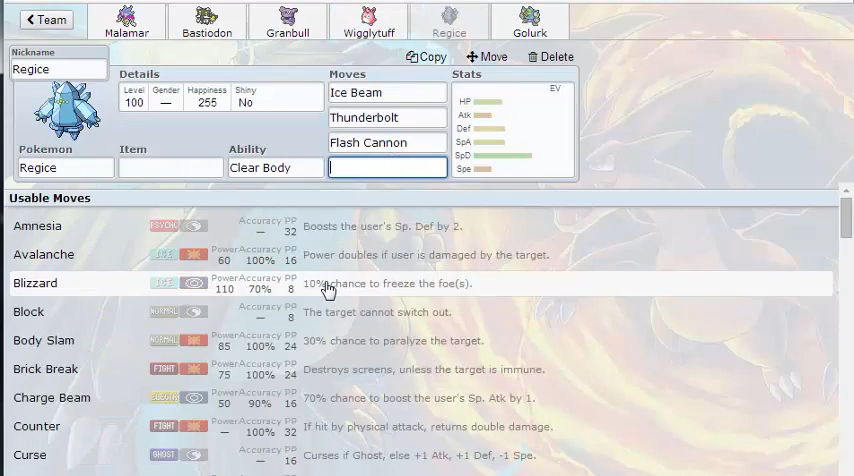 Team
Malamar Bastiodon Granbull Wigglytuff Regice Golurk
Copy Move Delete
Nickname
Regice
Details
Level Gender Happiness Shiny
100 — 255 No
Moves
Ice Beam
Thunderbolt
Flash Cannon
Stats
EV
HP
Atk
Def
SpA
SpD
Spe
Pokemon Item Ability
Regice Clear Body
Usable Moves
Amnesia PSYCHC Accuracy — PP 32 Boosts the user's Sp. Def by 2.
Avalanche ICE Power 60 Accuracy 100% PP 16 Power doubles if user is damaged by the target.
Blizzard ICE Power 110 Accuracy 70% PP 8 10% chance to freeze the foe(s).
Block NORMAL Accuracy — PP 8 The target cannot switch out.
Body Slam NORMAL Power 85 Accuracy 100% PP 24 30% chance to paralyze the target.
Brick Break FIGHT Power 75 Accuracy 100% PP 24 Destroys screens, unless the target is immune.
Charge Beam Power 50 Accuracy 90% PP 16 70% chance to boost the user's Sp. Atk by 1.
Counter FIGHT Power — Accuracy 100% PP 32 If hit by physical attack, returns double damage.
Curse GHOST Accuracy — PP 16 Curses if Ghost, else +1 Atk, +1 Def, -1 Spe.